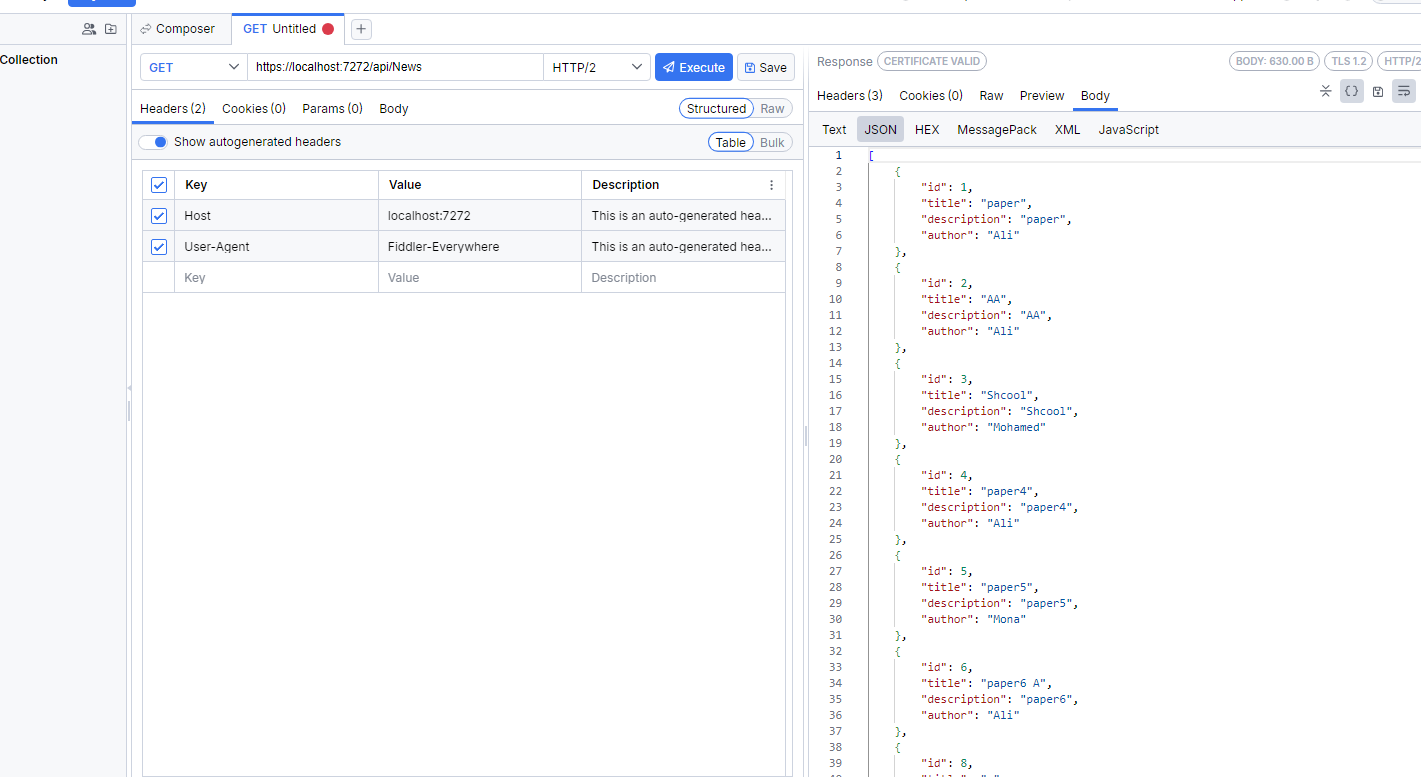 Composer
GET Untitled
+
Collection
GET
https://localhost:7272/api/News
HTTP/2
Execute
Save
Headers (2)
Cookies (0)
Params (0)
Body
Structured
Raw
Show autogenerated headers
Table
Bulk
Key
Value
Description
Host
localhost:7272
This is an auto-generated hea...
User-Agent
Fiddler-Everywhere
This is an auto-generated hea...
Key
Value
Description
Response
CERTIFICATE VALID
BODY: 630.00 B
TLS 1.2
HTTP/2
Headers (3)
Cookies (0)
Raw
Preview
Body
Text
JSON
HEX
MessagePack
XML
JavaScript
1 [
2 {
3 "id": 1,
4 "title": "paper",
5 "description": "paper",
6 "author": "Ali"
7 },
8 {
9 "id": 2,
10 "title": "AA",
11 "description": "AA",
12 "author": "Ali"
13 },
14 {
15 "id": 3,
16 "title": "Shcool",
17 "description": "Shcool",
18 "author": "Mohamed"
19 },
20 {
21 "id": 4,
22 "title": "paper4",
23 "description": "paper4",
24 "author": "Ali"
25 },
26 {
27 "id": 5,
28 "title": "paper5",
29 "description": "paper5",
30 "author": "Mona"
31 },
32 {
33 "id": 6,
34 "title": "paper6 A",
35 "description": "paper6",
36 "author": "Ali"
37 },
38 {
39 "id": 8,